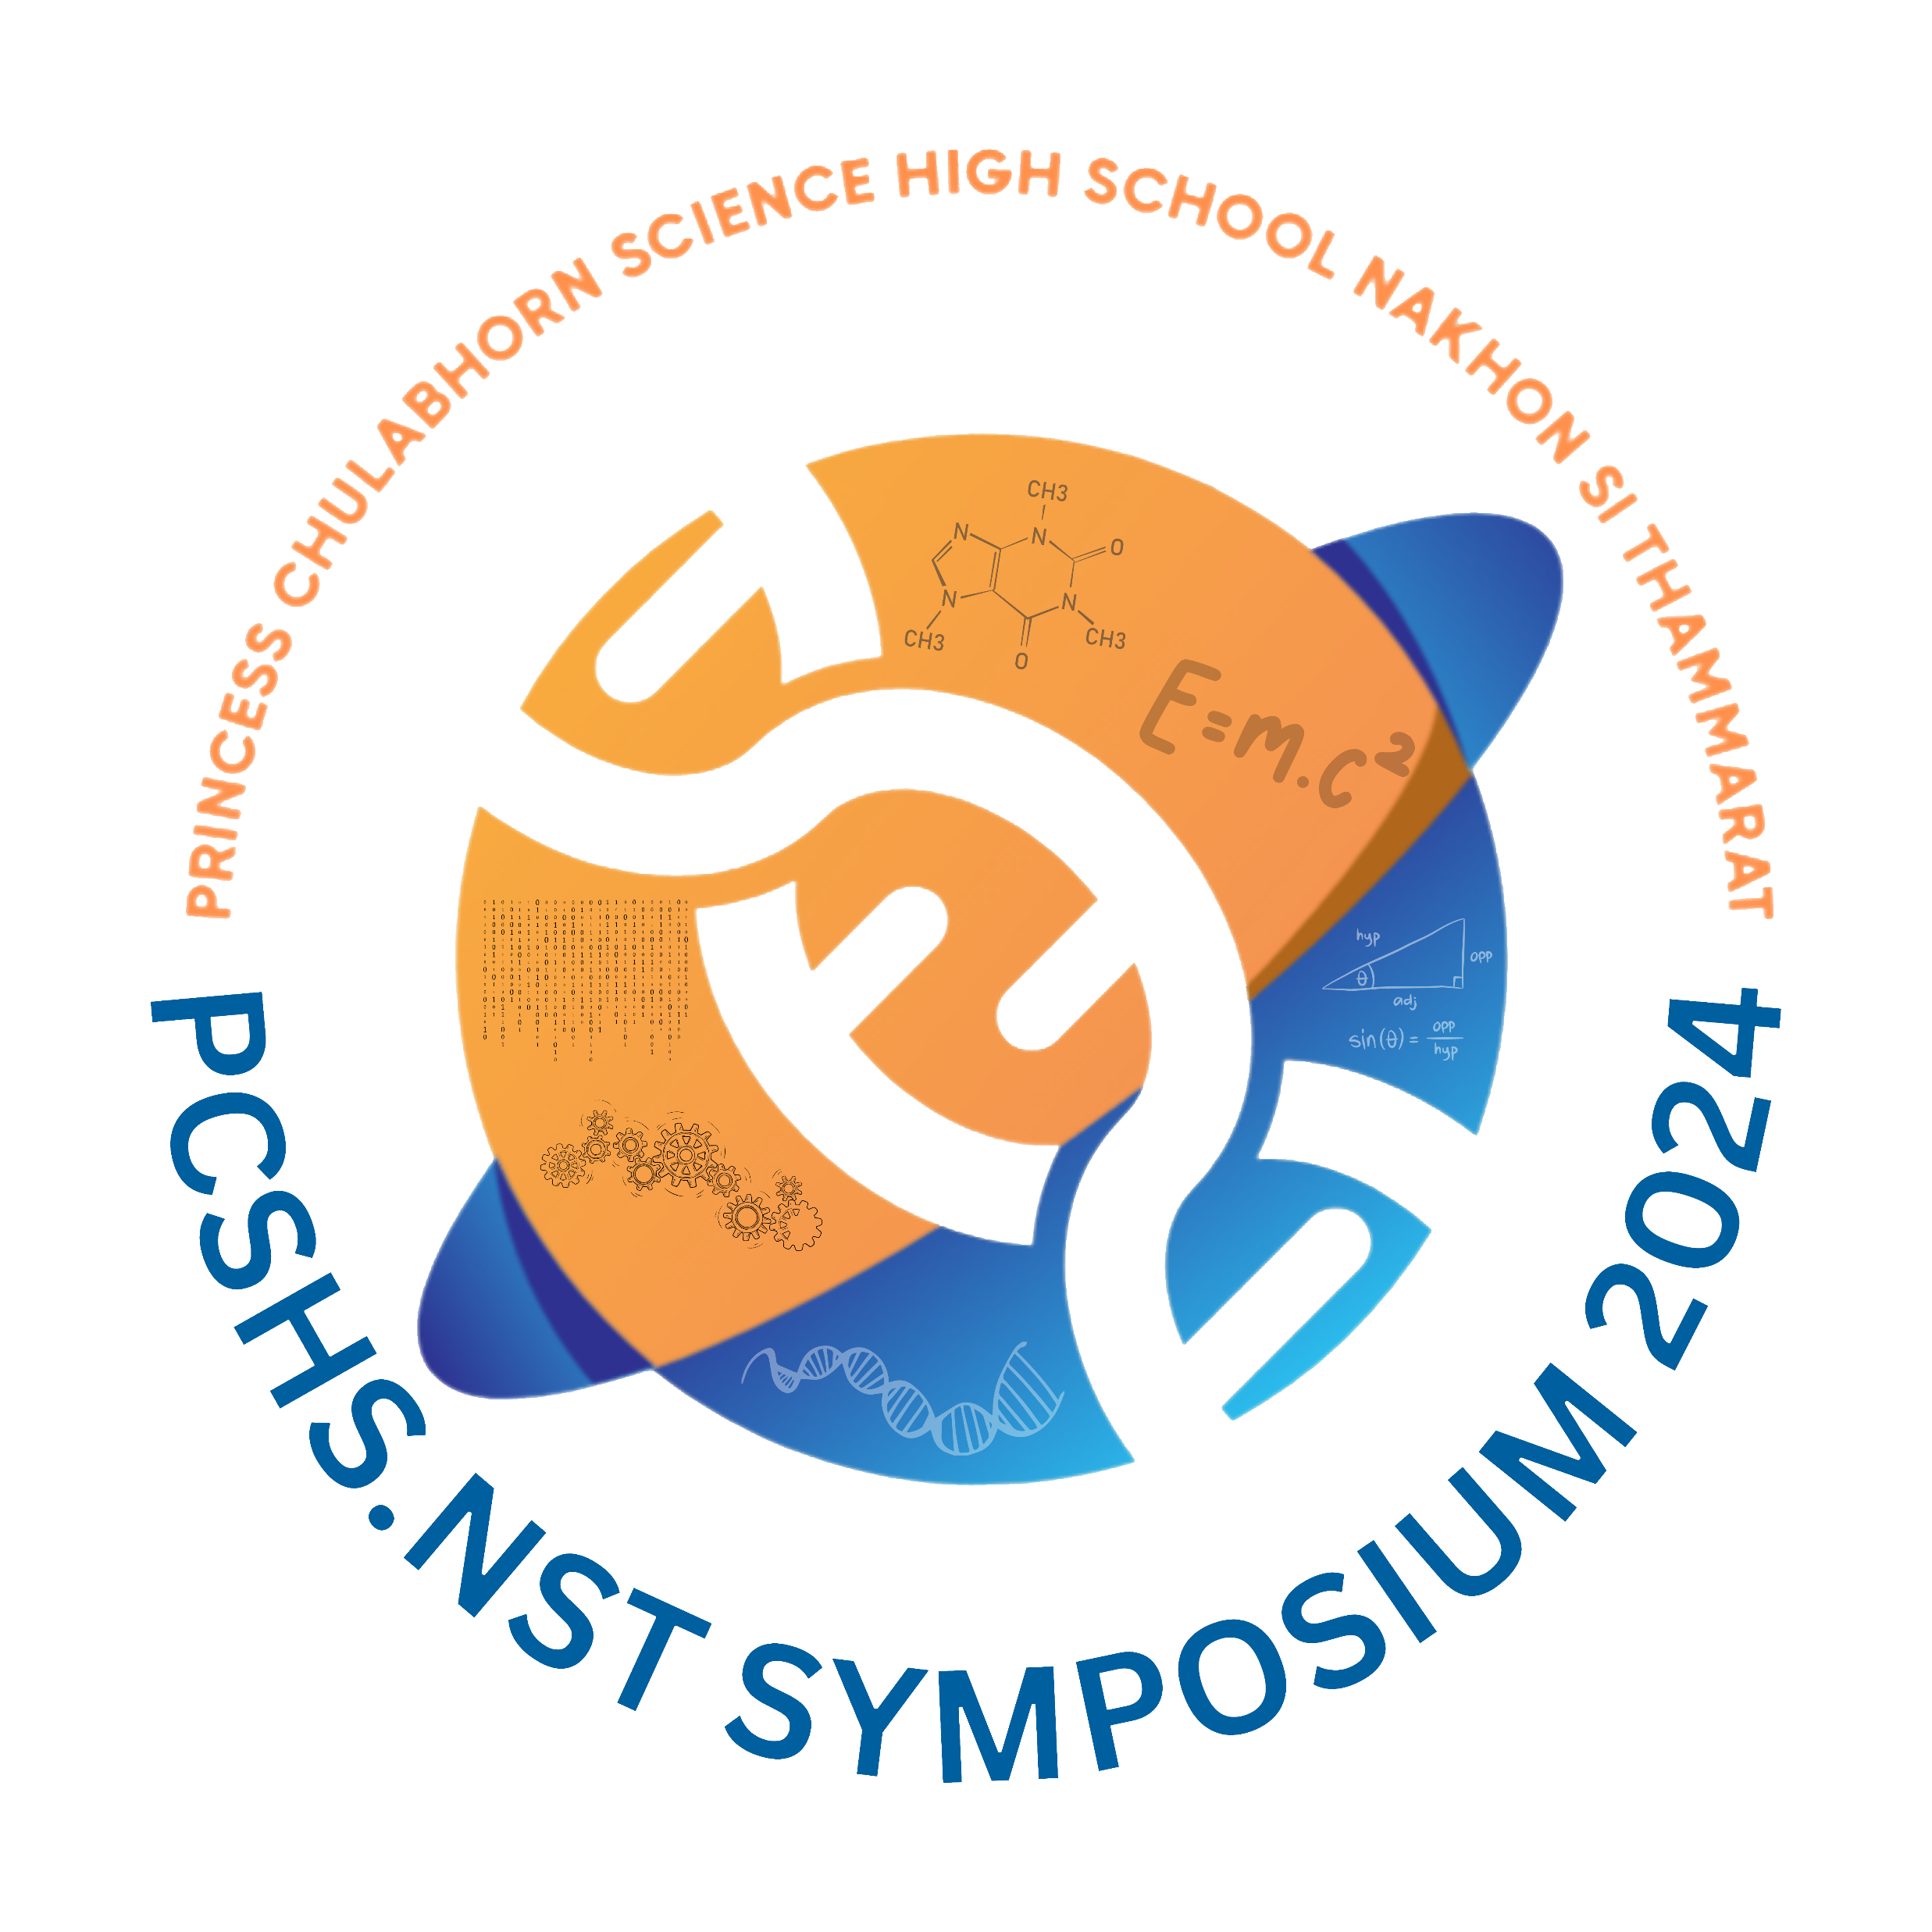 PRINCESS CHULABHORN SCIENCE HIGH SCHOOL NAKHON SI THAMMARAT
CH3
N
N
O
N
N
CH3
CH3
O
E=m.c²
hyp
opp
θ
adj
sin(θ) = opp/hyp
PCSHS.NST SYMPOSIUM 2024